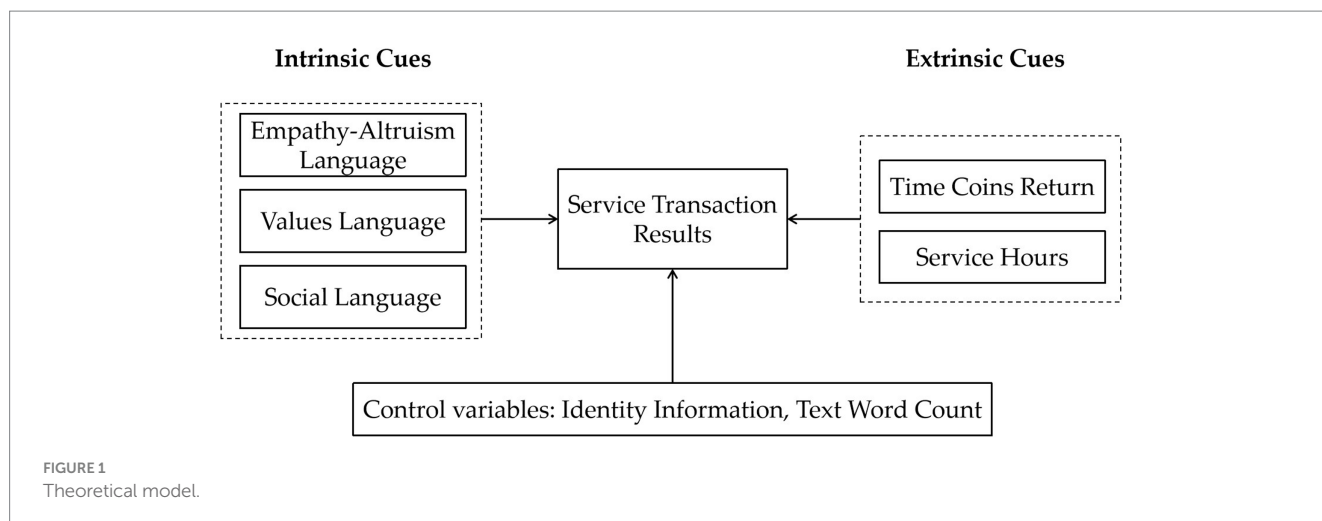 Intrinsic Cues
Extrinsic Cues
Empathy-Altruism
Language
Values Language
Social Language
Service Transaction
Results
Time Coins Return
Service Hours
Control variables: Identity Information, Text Word Count
FIGURE 1
Theoretical model.